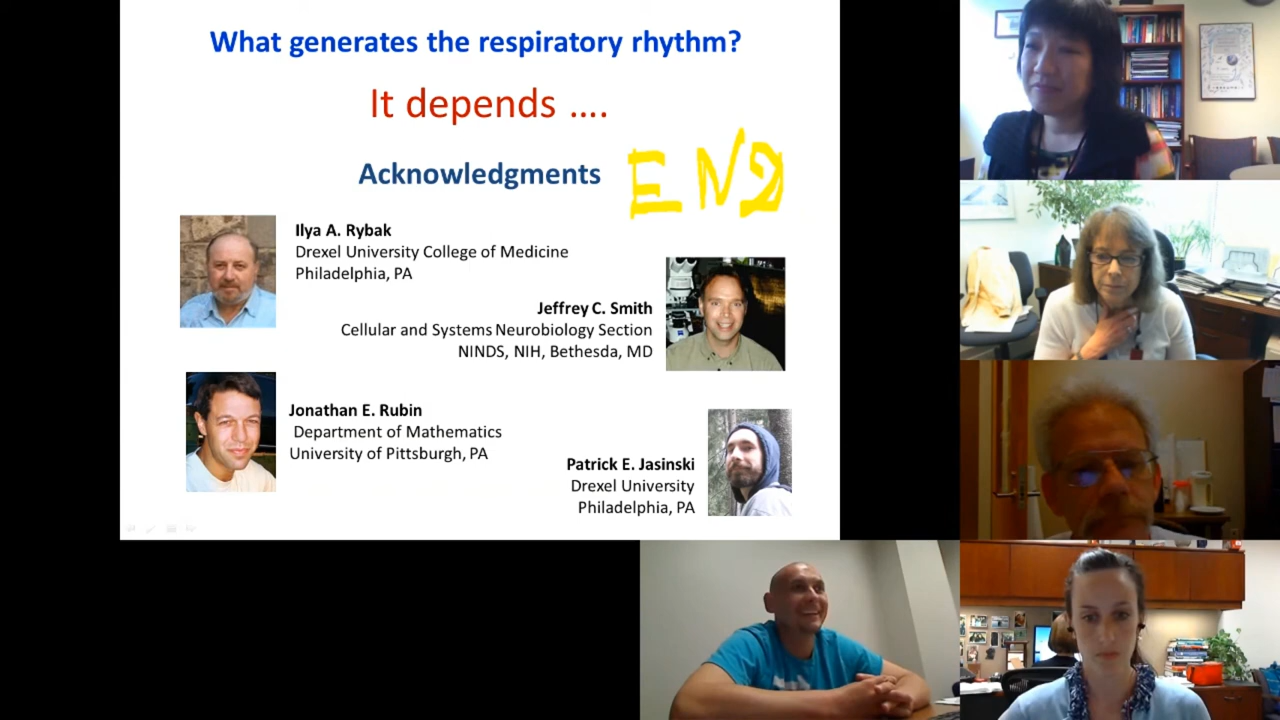 What generates the respiratory rhythm?
It depends ....
Acknowledgments
END
Ilya A. Rybak
Drexel University College of Medicine
Philadelphia, PA
Jeffrey C. Smith
Cellular and Systems Neurobiology Section
NINDS, NIH, Bethesda, MD
Jonathan E. Rubin
Department of Mathematics
University of Pittsburgh, PA
Patrick E. Jasinski
Drexel University
Philadelphia, PA